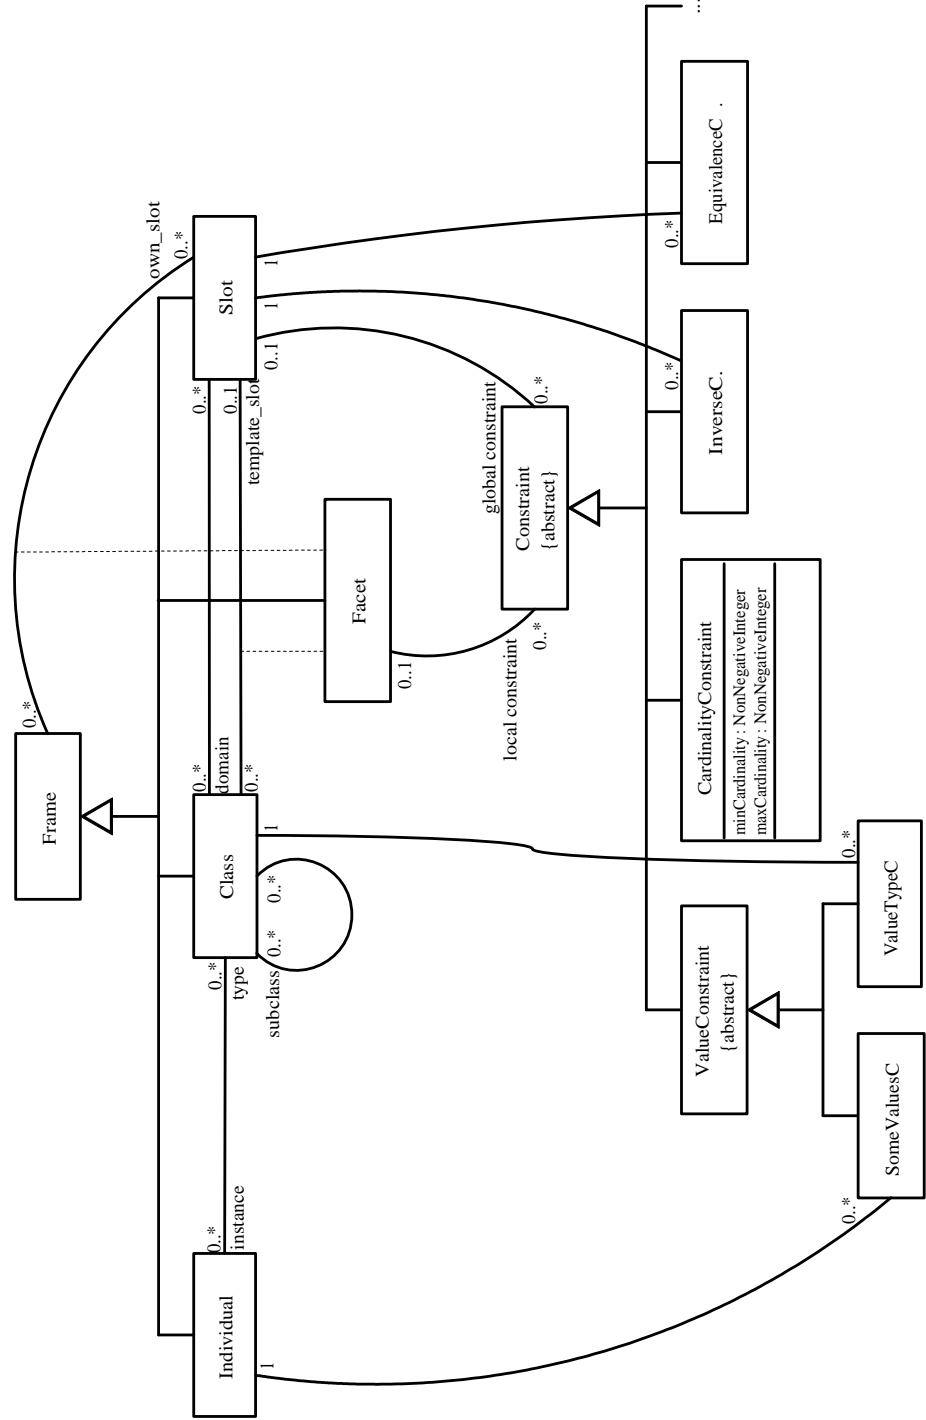 Frame
0..*
own_slot
0..*
Individual
1
0..*
instance
0..*
type
Class
0..*
subclass
0..*
1
0..*
domain
0..*
0..*
0..1
template_slot
Slot
0..1
1
1
Facet
0..1
local constraint
0..*
global constraint
0..*
Constraint
{abstract}
ValueConstraint
{abstract}
CardinalityConstraint
minCardinality : NonNegativeInteger
maxCardinality : NonNegativeInteger
InverseC.
0..*
EquivalenceC .
0..*
...
SomeValuesC
0..*
ValueTypeC
0..*